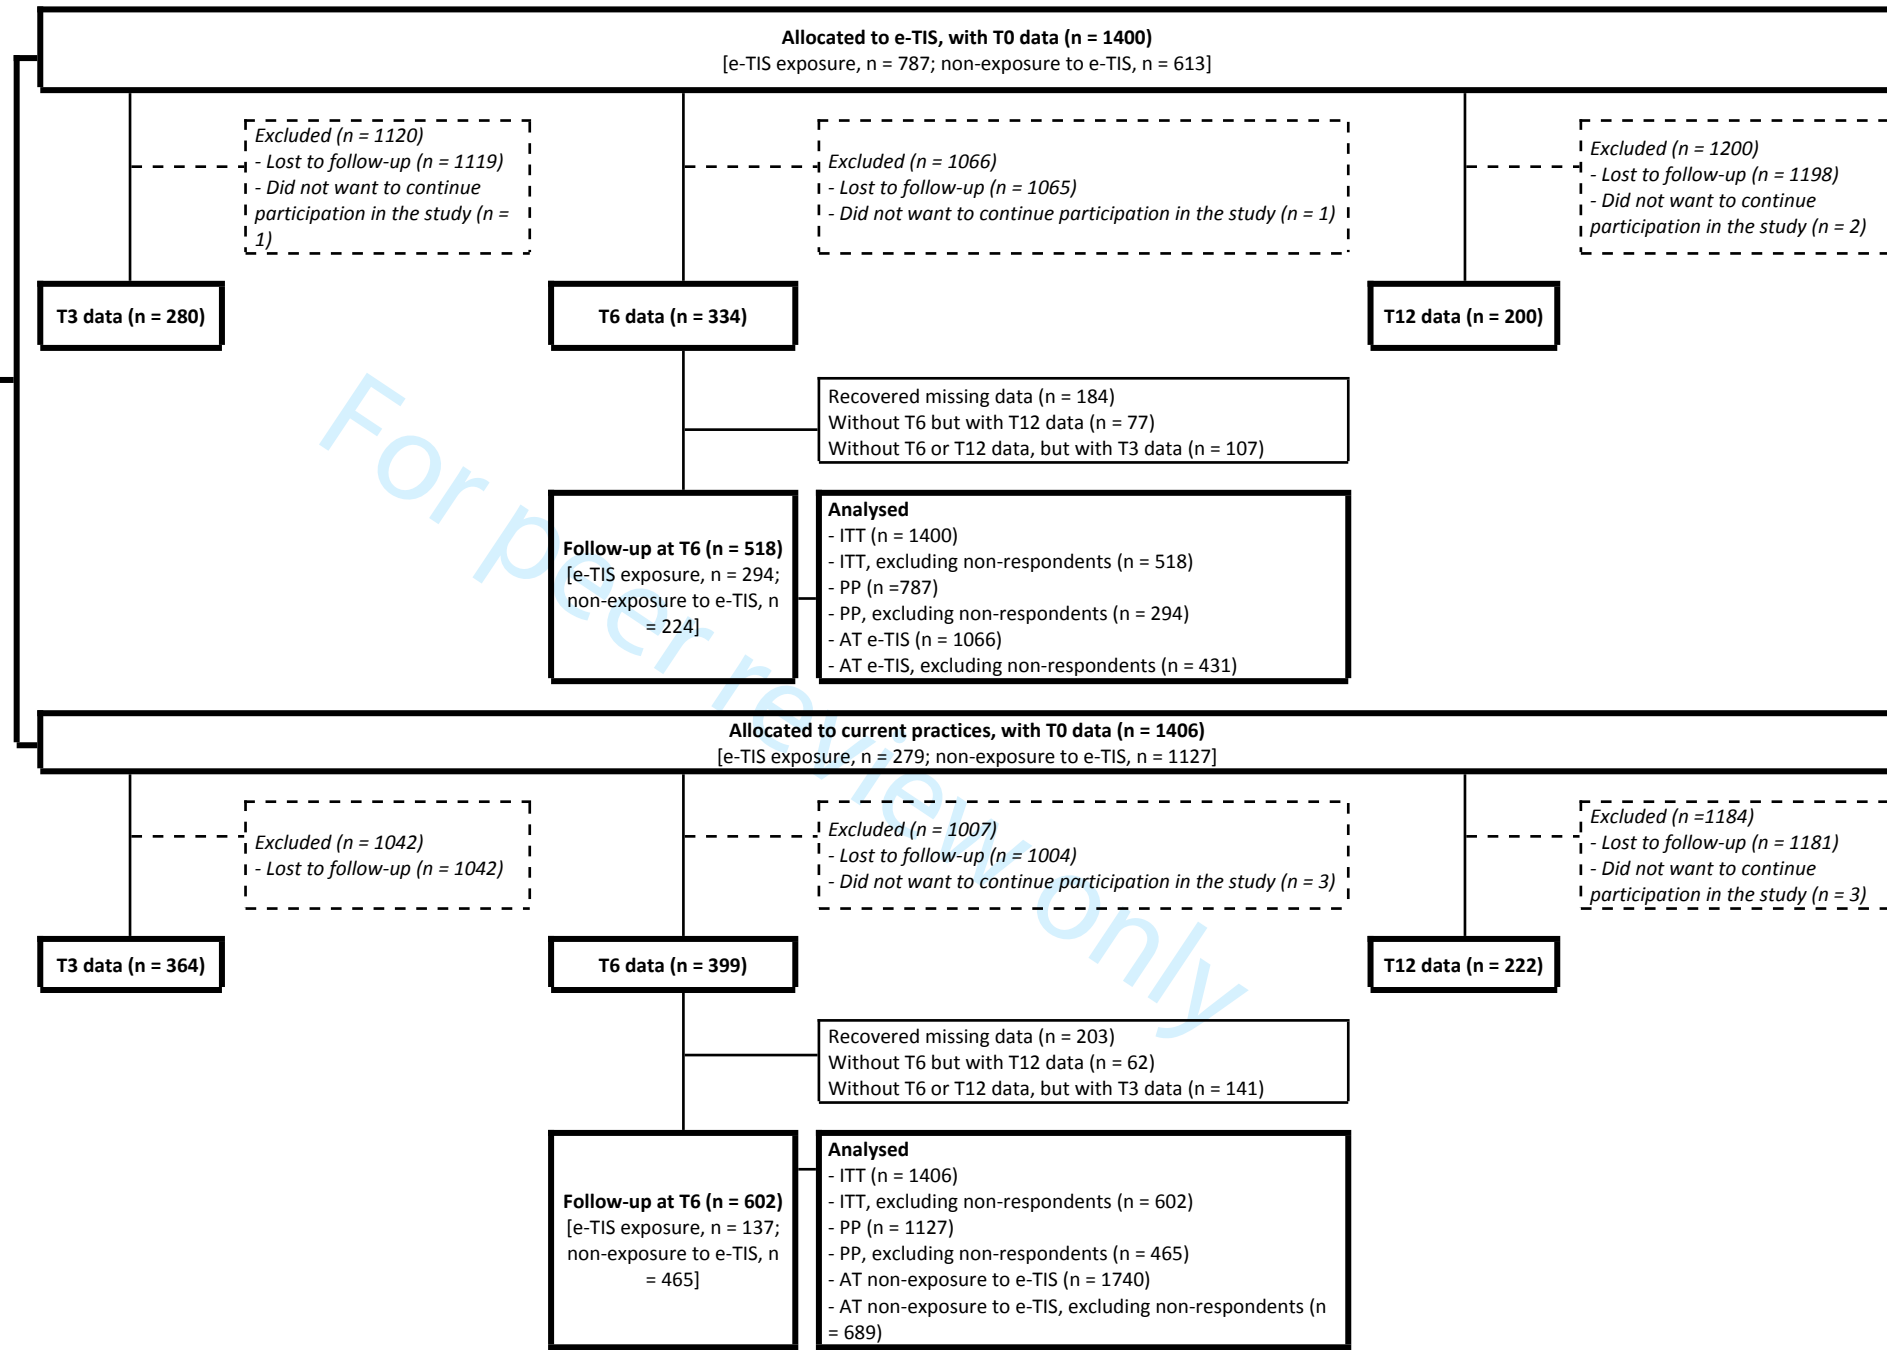 Allocated to e-TIS, with T0 data (n = 1400)
[e-TIS exposure, n = 787; non-exposure to e-TIS, n = 613]
Excluded (n = 1120)
- Lost to follow-up (n = 1119)
- Did not want to continue
participation in the study (n =
1)
Excluded (n = 1066)
- Lost to follow-up (n = 1065)
- Did not want to continue participation in the study (n = 1)
Excluded (n = 1200)
- Lost to follow-up (n = 1198)
- Did not want to continue
participation in the study (n = 2)
T3 data (n = 280)
T6 data (n = 334)
T12 data (n = 200)
Recovered missing data (n = 184)
Without T6 but with T12 data (n = 77)
Without T6 or T12 data, but with T3 data (n = 107)
Follow-up at T6 (n = 518)
[e-TIS exposure, n = 294;
non-exposure to e-TIS, n
= 224]
Analysed
- ITT (n = 1400)
- ITT, excluding non-respondents (n = 518)
- PP (n =787)
- PP, excluding non-respondents (n = 294)
- AT e-TIS (n = 1066)
- AT e-TIS, excluding non-respondents (n = 431)
Allocated to current practices, with T0 data (n = 1406)
[e-TIS exposure, n = 279; non-exposure to e-TIS, n = 1127]
Excluded (n = 1042)
- Lost to follow-up (n = 1042)
Excluded (n = 1007)
- Lost to follow-up (n = 1004)
- Did not want to continue participation in the study (n = 3)
Excluded (n =1184)
- Lost to follow-up (n = 1181)
- Did not want to continue
participation in the study (n = 3)
T3 data (n = 364)
T6 data (n = 399)
T12 data (n = 222)
Recovered missing data (n = 203)
Without T6 but with T12 data (n = 62)
Without T6 or T12 data, but with T3 data (n = 141)
Follow-up at T6 (n = 602)
[e-TIS exposure, n = 137;
non-exposure to e-TIS, n
= 465]
Analysed
- ITT (n = 1406)
- ITT, excluding non-respondents (n = 602)
- PP (n = 1127)
- PP, excluding non-respondents (n = 465)
- AT non-exposure to e-TIS (n = 1740)
- AT non-exposure to e-TIS, excluding non-respondents (n
= 689)
For peer review only